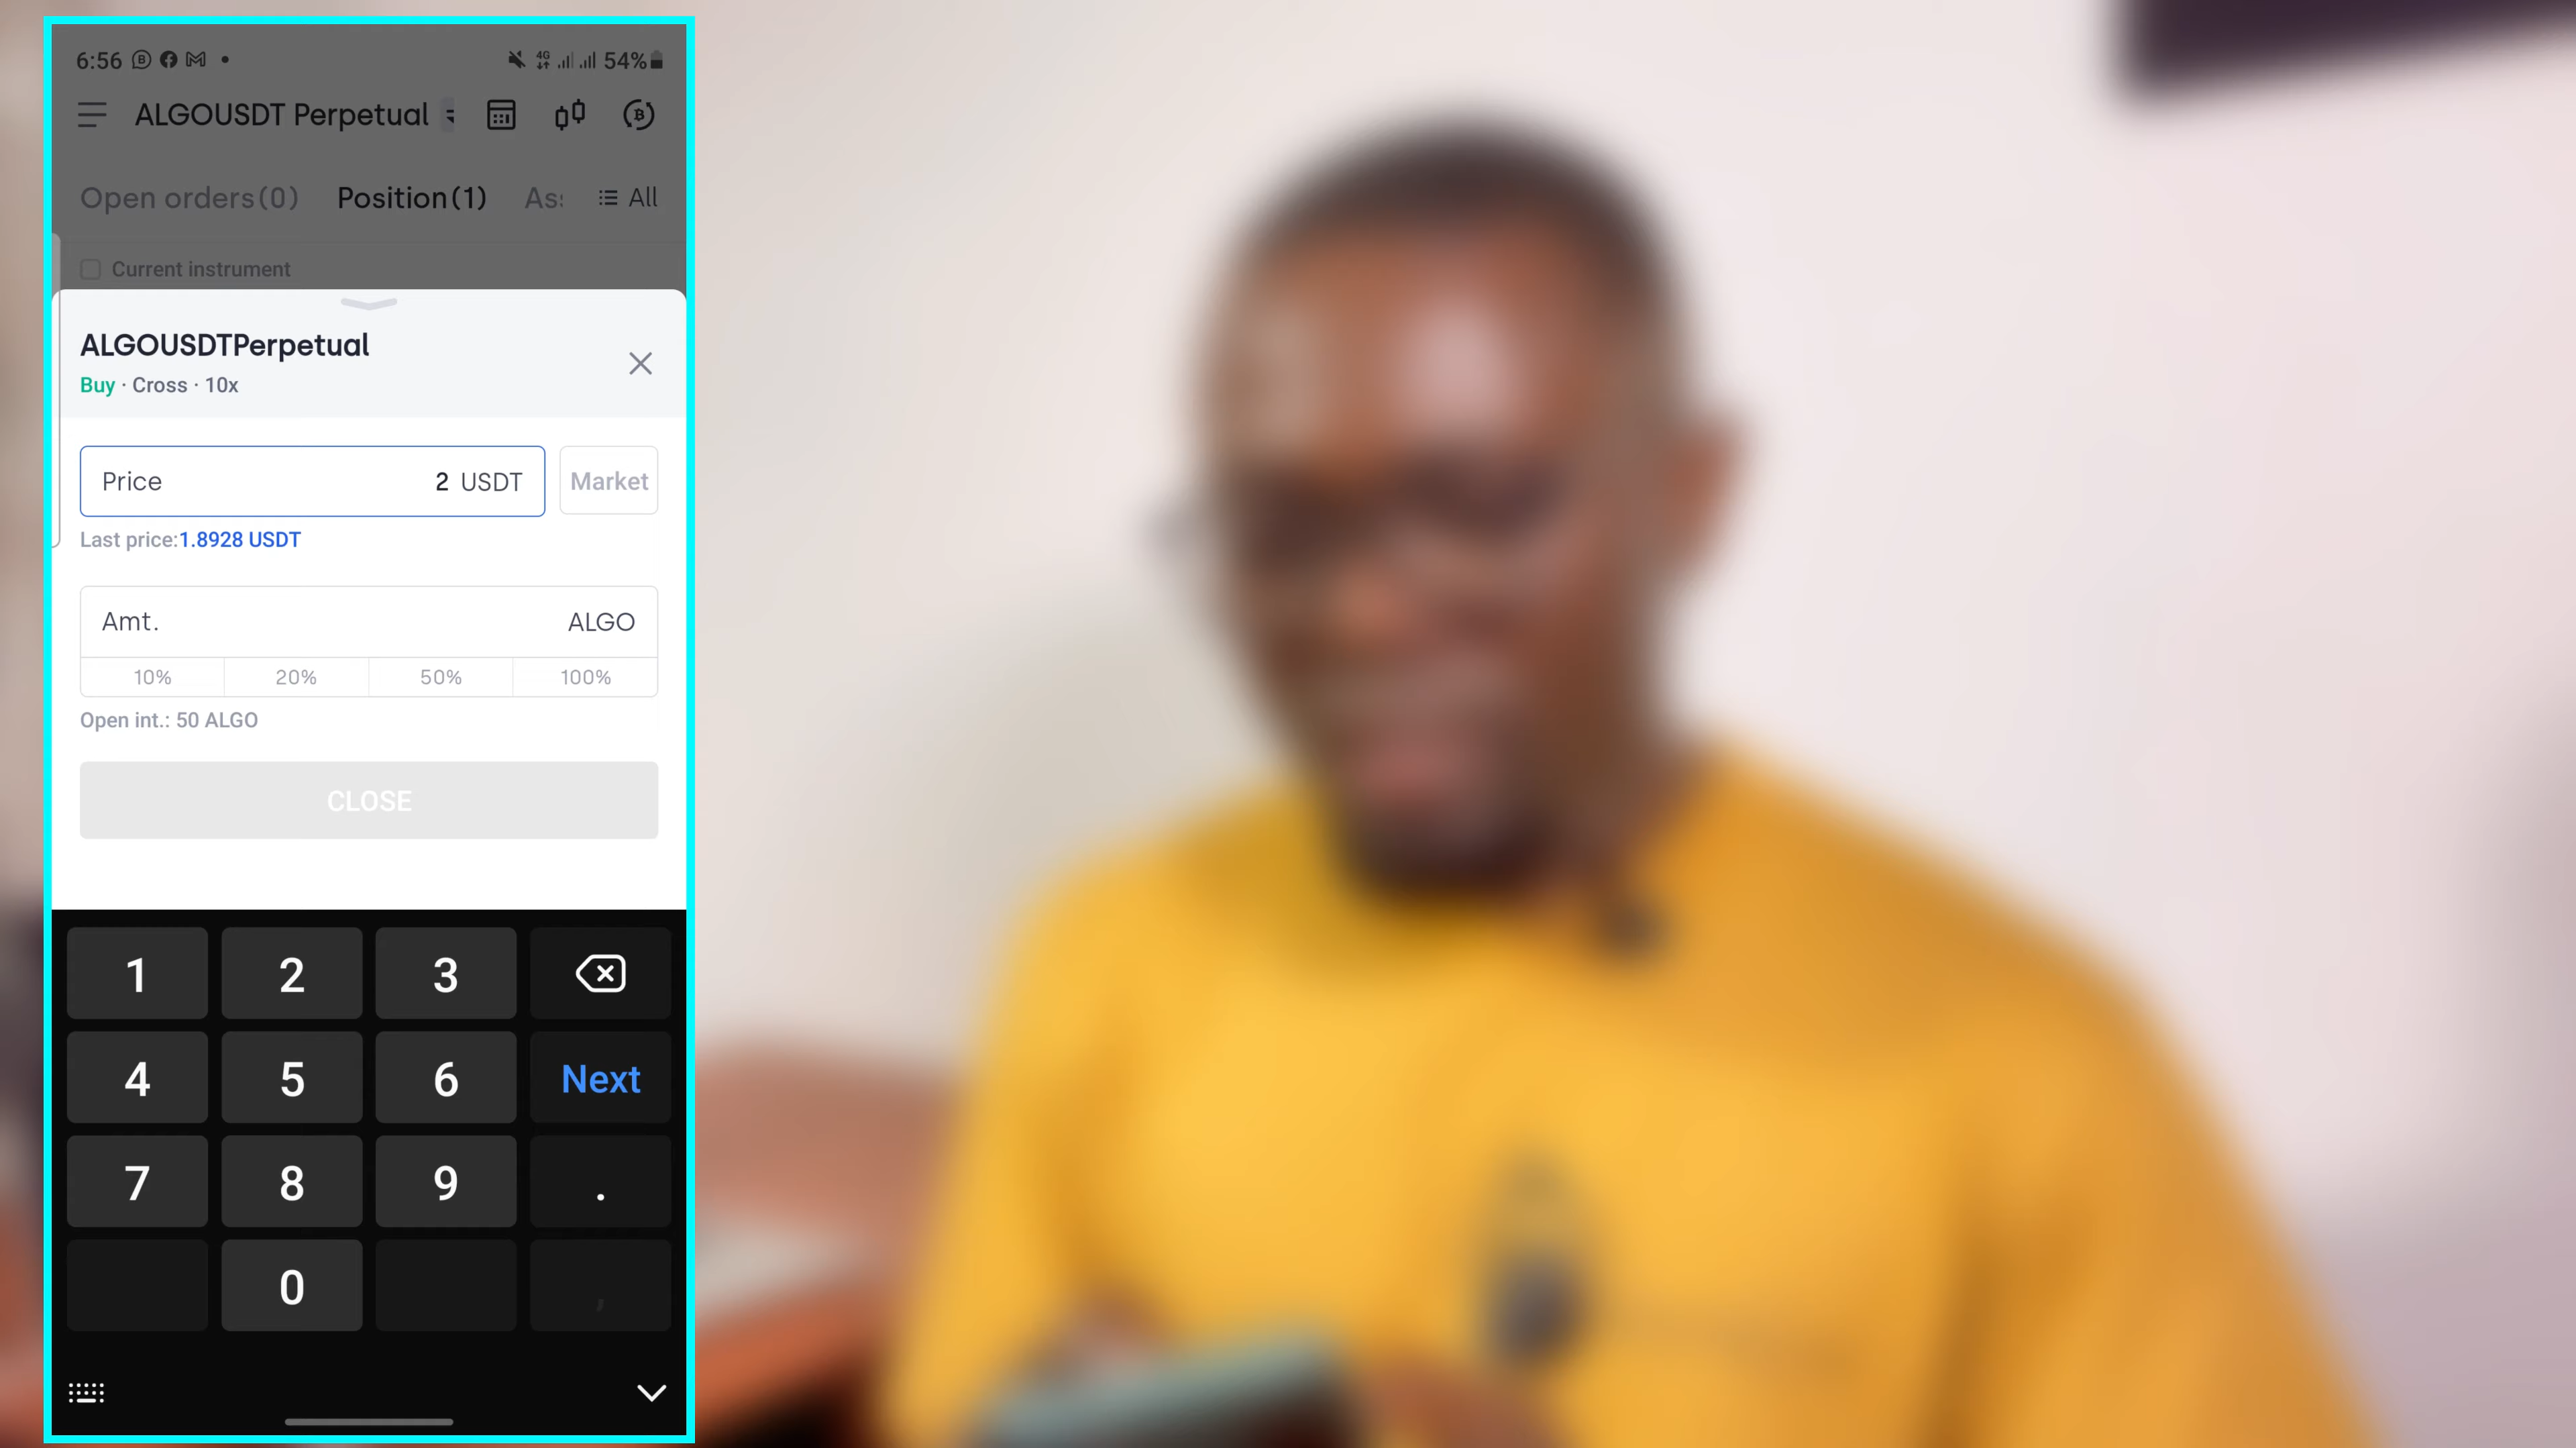 6:56 4G 54%
ALGOUSDT Perpetual
Open orders(0) Position(1) All
Current instrument
ALGOUSDTPerpetual
Buy · Cross · 10x
Price 2 USDT Market
Last price:1.8928 USDT
Amt. ALGO
10% 20% 50% 100%
Open int.: 50 ALGO
CLOSE
1 2 3
4 5 6 Next
7 8 9 .
0 ,